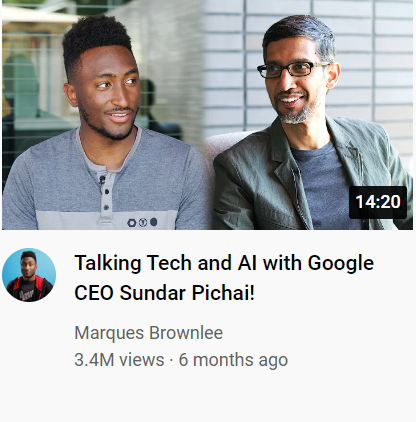 14:20
Talking Tech and AI with Google
CEO Sundar Pichai!
Marques Brownlee
3.4M views · 6 months ago